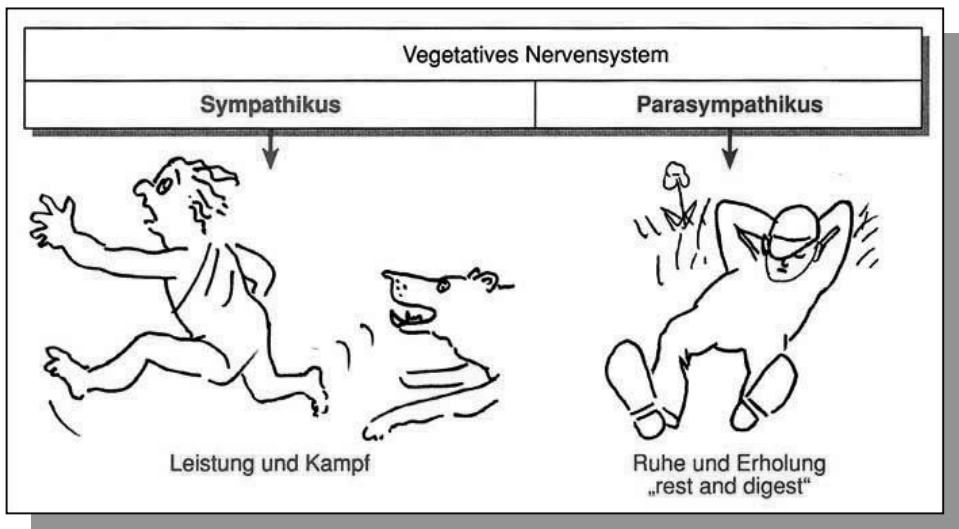 Vegetatives Nervensystem
Sympathikus
Parasympathikus
Leistung und Kampf
Ruhe und Erholung
„rest and digest“